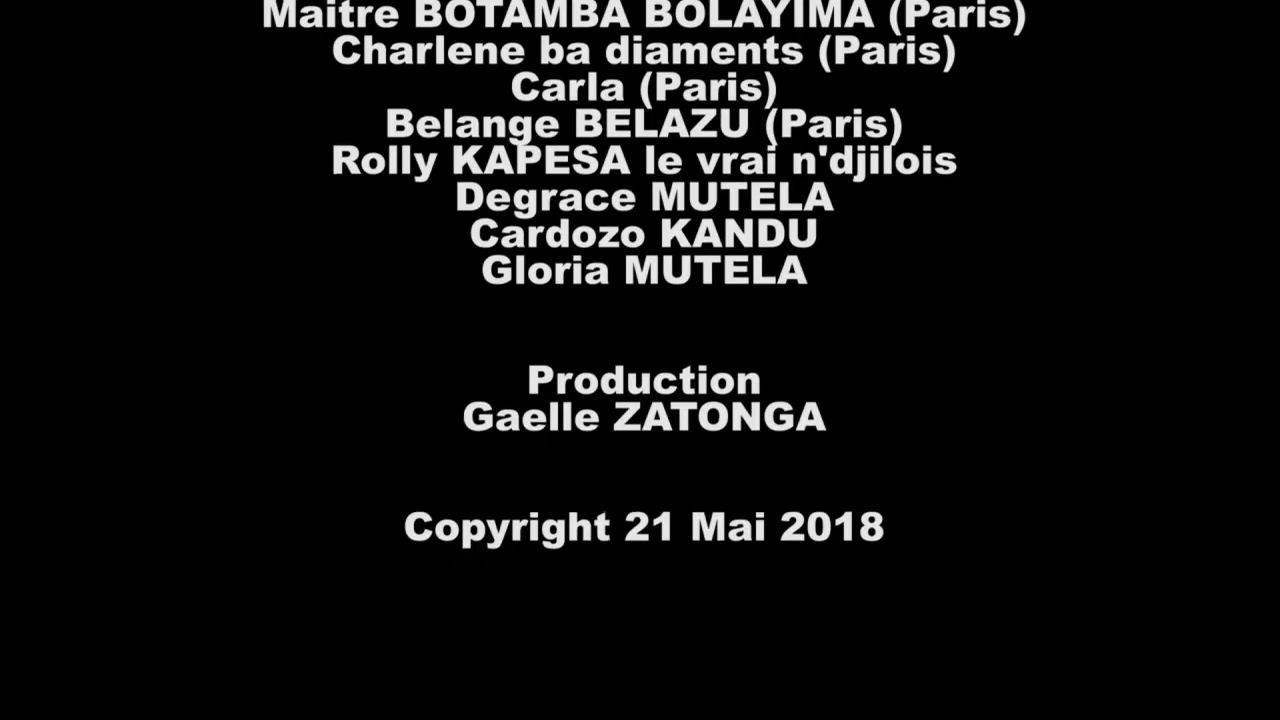 Maitre BOTAMBA BOLAYIMA (Paris)
Charlene ba diaments (Paris)
Carla (Paris)
Belange BELAZU (Paris)
Rolly KAPESA le vrai n'djilois
Degrace MUTELA
Cardozo KANDU
Gloria MUTELA
Production
Gaelle ZATONGA
Copyright 21 Mai 2018